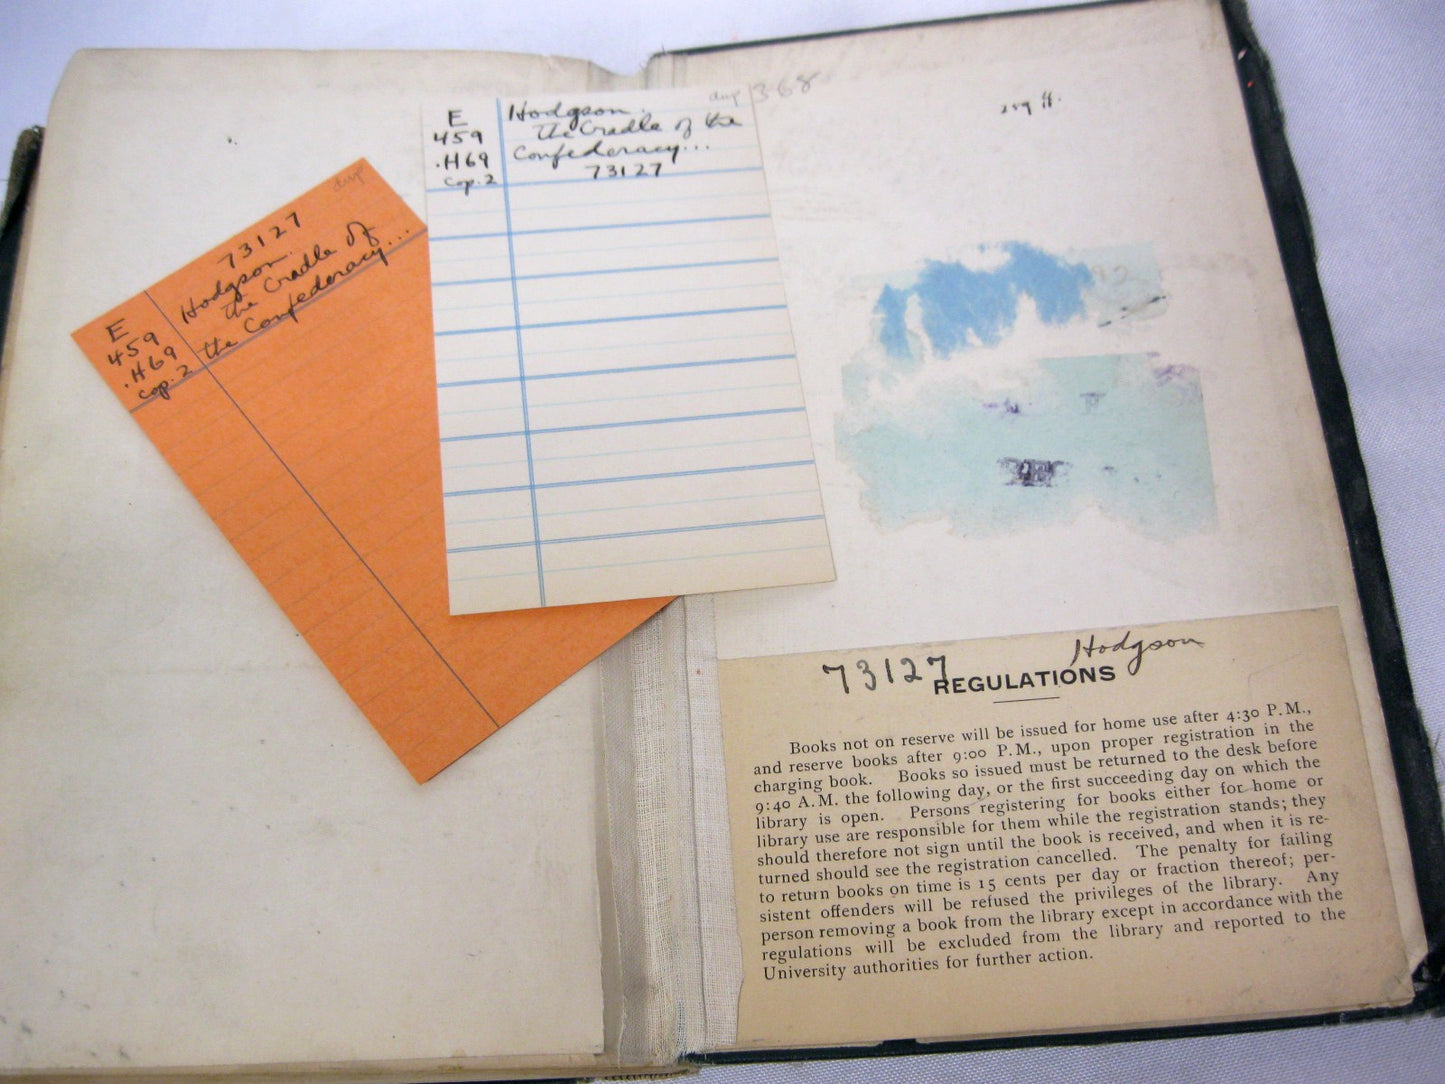 dup
73127
Hodgson.
the Cradle of
the Confederacy...
E
459
.H69
cop. 2
dup
E
459
.H69
cop. 2
Hodgson.
the Cradle of the
Confederacy...
73127
368
92
73127
Hodgson
REGULATIONS
Books not on reserve will be issued for home use after 4:30 P.M.,
and reserve books after 9:00 P.M., upon proper registration in the
charging book. Books so issued must be returned to the desk before
9:40 A.M. the following day, or the first succeeding day on which the
library is open. Persons registering for books either for home or
library use are responsible for them while the registration stands; they
should therefore not sign until the book is received, and when it is re-
turned should see the registration cancelled. The penalty for failing
to return books on time is 15 cents per day or fraction thereof; per-
sistent offenders will be refused the privileges of the library. Any
person removing a book from the library except in accordance with the
regulations will be excluded from the library and reported to the
University authorities for further action.